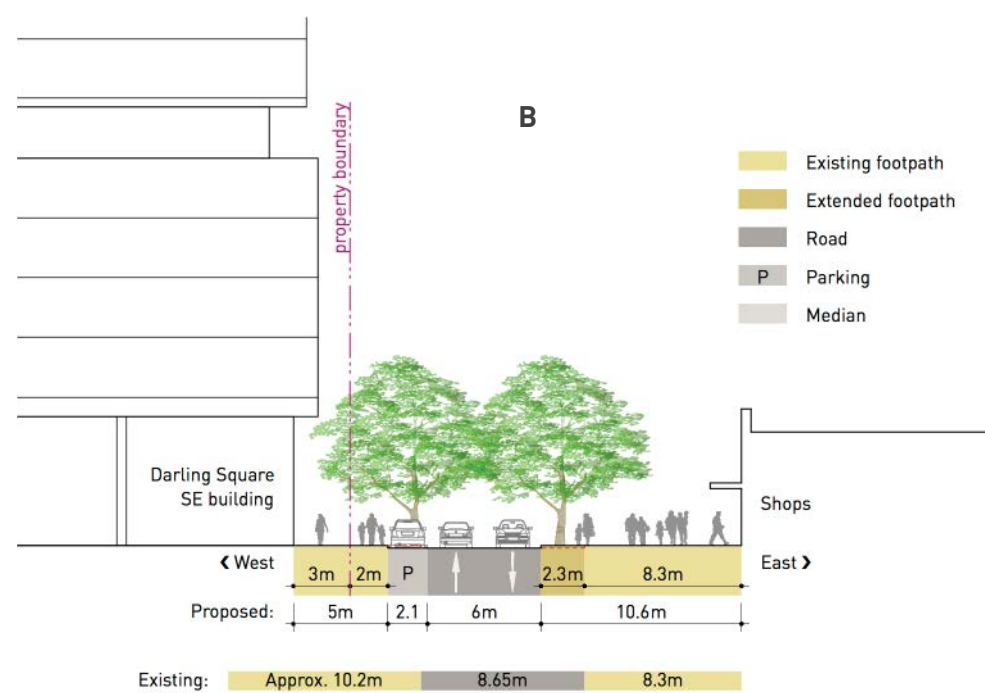 B
property boundary
Existing footpath
Extended footpath
Road
P Parking
Median
Darling Square
SE building
Shops
West
East
3m 2m P 2.3m 8.3m
Proposed: 5m 2.1 6m 10.6m
Existing: Approx. 10.2m 8.65m 8.3m